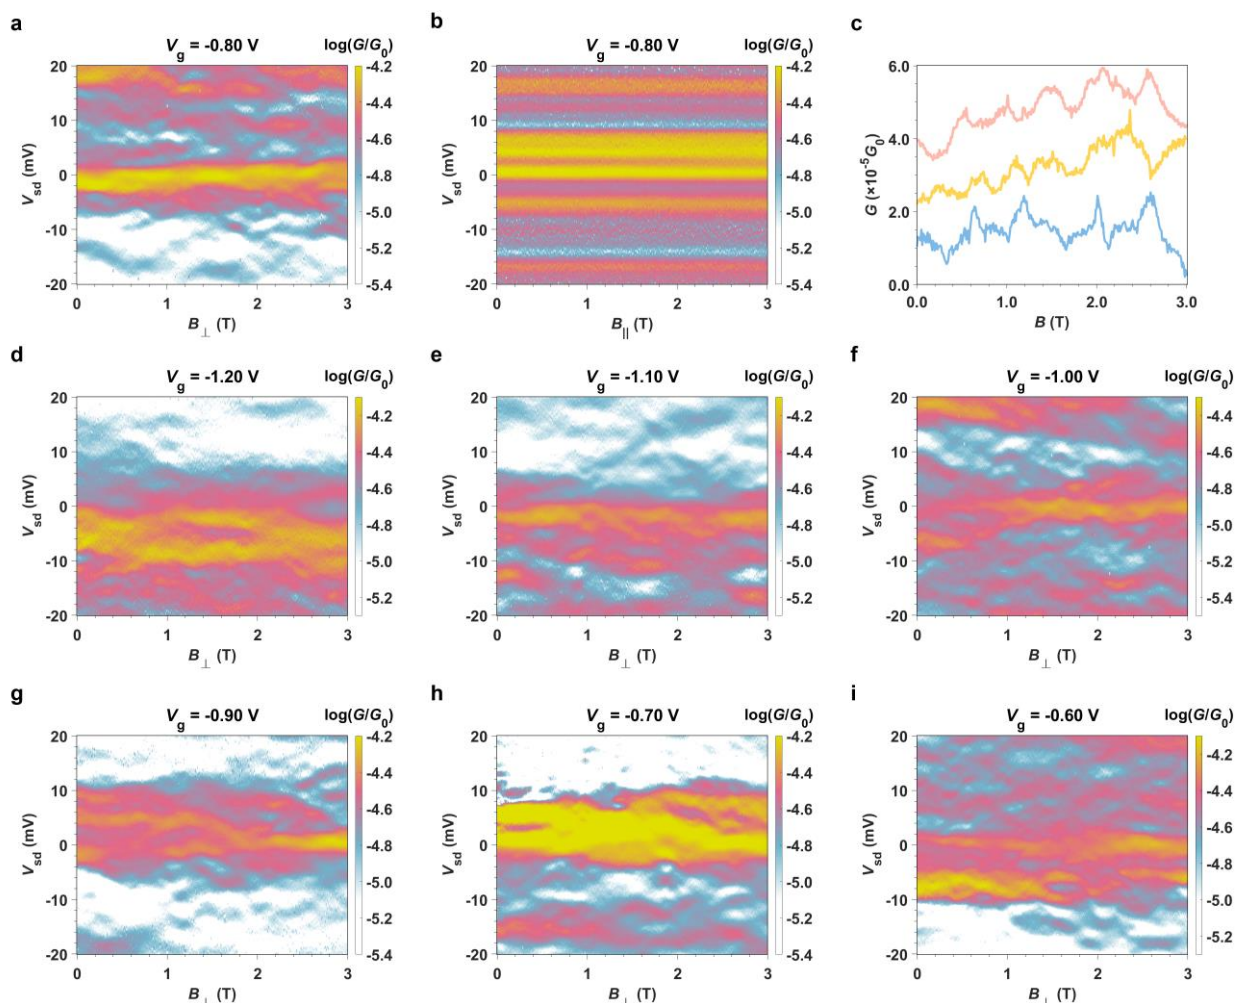 a
V_g = -0.80 V log(G/G_0)
20
10
0
-10
-20
V_sd (mV)
0 1 2 3
B_⊥ (T)
-4.2
-4.4
-4.6
-4.8
-5.0
-5.2
-5.4
b
V_g = -0.80 V log(G/G_0)
20
10
0
-10
-20
V_sd (mV)
0 1 2 3
B_|| (T)
-4.2
-4.4
-4.6
-4.8
-5.0
-5.2
-5.4
c
6.0
4.0
2.0
0.0
G (×10^-5 G_0)
0.0 1.0 2.0 3.0
B (T)
d
V_g = -1.20 V log(G/G_0)
20
10
0
-10
-20
V_sd (mV)
0 1 2 3
B_⊥ (T)
-4.2
-4.4
-4.6
-4.8
-5.0
-5.2
e
V_g = -1.10 V log(G/G_0)
20
10
0
-10
-20
V_sd (mV)
0 1 2 3
B_⊥ (T)
-4.2
-4.4
-4.6
-4.8
-5.0
-5.2
f
V_g = -1.00 V log(G/G_0)
20
10
0
-10
-20
V_sd (mV)
0 1 2 3
B_⊥ (T)
-4.4
-4.6
-4.8
-5.0
-5.2
-5.4
g
V_g = -0.90 V log(G/G_0)
20
10
0
-10
-20
V_sd (mV)
0 1 2 3
B_⊥ (T)
-4.2
-4.4
-4.6
-4.8
-5.0
-5.2
-5.4
h
V_g = -0.70 V log(G/G_0)
20
10
0
-10
-20
V_sd (mV)
0 1 2 3
B_⊥ (T)
-4.2
-4.4
-4.6
-4.8
-5.0
-5.2
-5.4
i
V_g = -0.60 V log(G/G_0)
20
10
0
-10
-20
V_sd (mV)
0 1 2 3
B_⊥ (T)
-4.2
-4.4
-4.6
-4.8
-5.0
-5.2